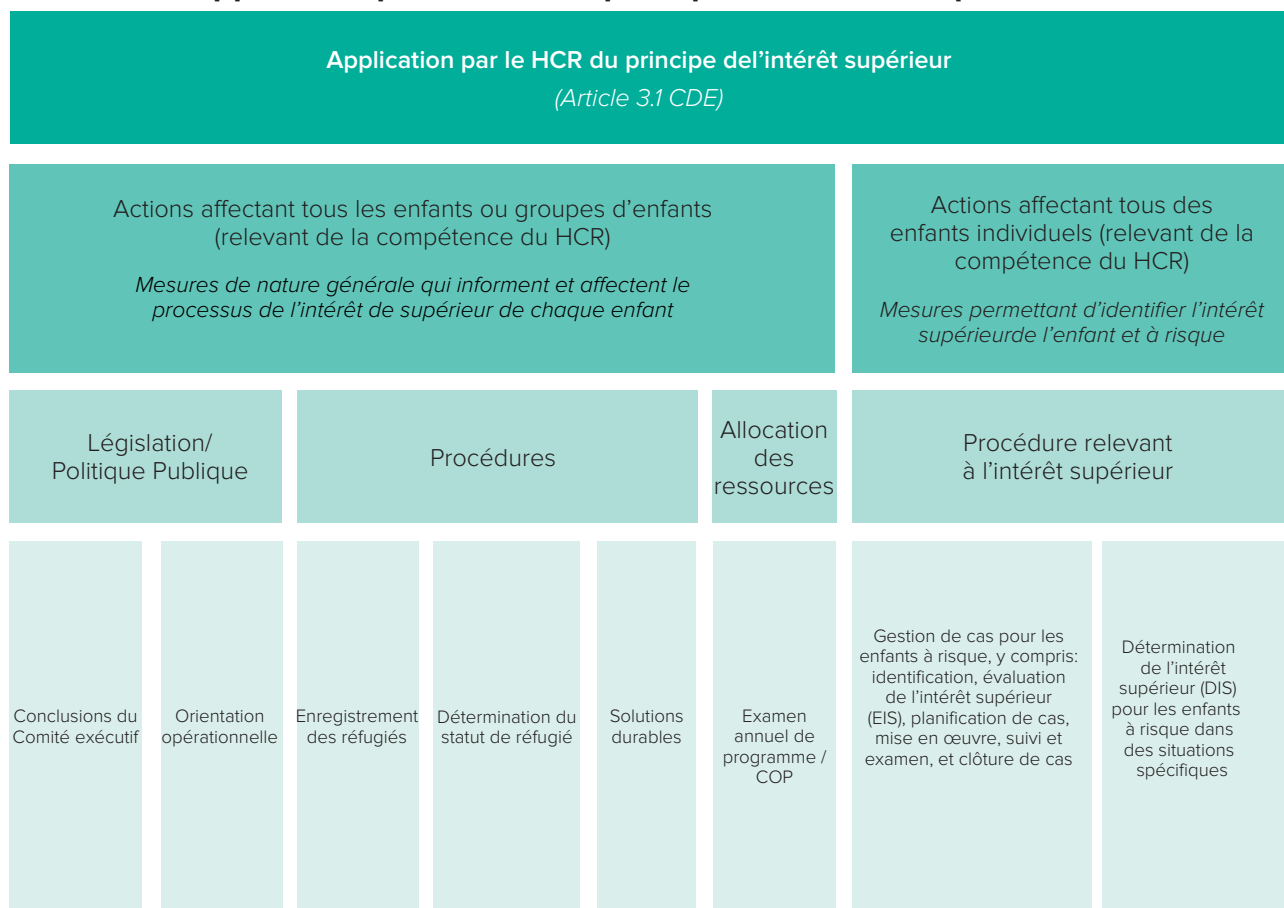 Application par le HCR du principe del'intérêt supérieur
(Article 3.1 CDE)
Actions affectant tous les enfants ou groupes d'enfants
(relevant de la compétence du HCR)
Mesures de nature générale qui informent et affectent le
processus de l'intérêt de supérieur de chaque enfant
Actions affectant tous des
enfants individuels (relevant de la
compétence du HCR)
Mesures permettant d'identifier l'intérêt
supérieurde l'enfant et à risque
Législation/
Politique Publique
Procédures
Allocation
des
ressources
Procédure relevant
à l'intérêt supérieur
Conclusions du
Comité exécutif
Orientation
opérationnelle
Enregistrement
des réfugiés
Détermination du
statut de réfugié
Solutions
durables
Examen
annuel de
programme /
COP
Gestion de cas pour les
enfants à risque, y compris:
identification, évaluation
de l'intérêt supérieur
(EIS), planification de cas,
mise en œuvre, suivi et
examen, et clôture de cas
Détermination
de l'intérêt
supérieur (DIS)
pour les enfants
à risque dans
des situations
spécifiques